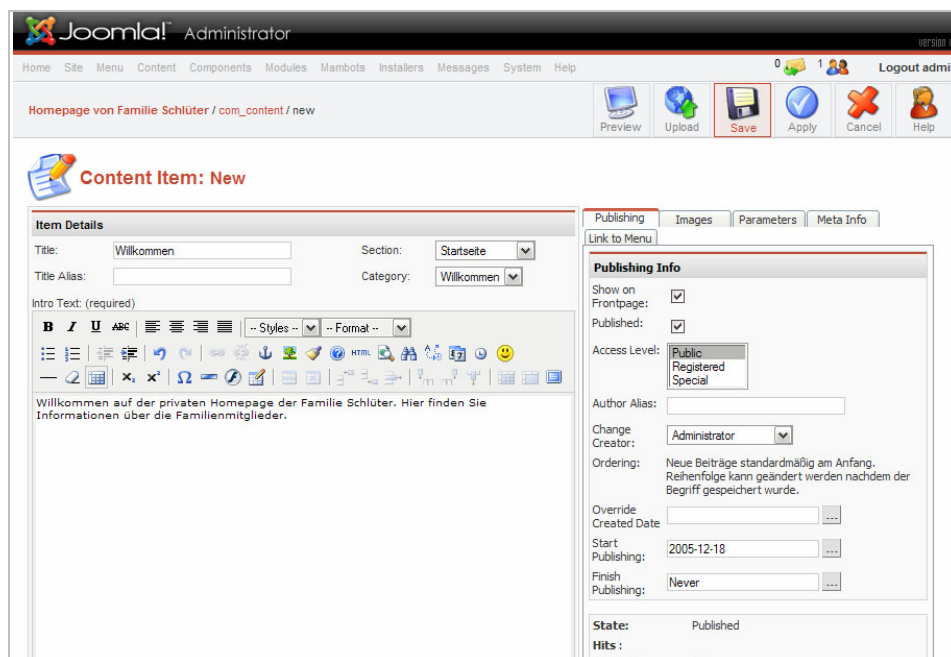 Joomla!™ Administrator
version
Home Site Menu Content Components Modules Mambots Installers Messages System Help
0 1 Logout admi
Homepage von Familie Schlüter / com_content / new
Preview Upload Save Apply Cancel Help
Content Item: New
Item Details
Title: Willkommen Section: Startseite
Title Alias: Category: Willkommen
Intro Text: (required)
B I U ABC -- Styles -- -- Format --
HTML
Willkommen auf der privaten Homepage der Familie Schlüter. Hier finden Sie
Informationen über die Familienmitglieder.
Publishing Images Parameters Meta Info
Link to Menu
Publishing Info
Show on
Frontpage:
Published:
Access Level: Public
Registered
Special
Author Alias:
Change
Creator: Administrator
Ordering: Neue Beiträge standardmäßig am Anfang.
Reihenfolge kann geändert werden nachdem der
Begriff gespeichert wurde.
Override
Created Date ...
Start
Publishing: 2005-12-18 ...
Finish
Publishing: Never ...
State: Published
Hits :